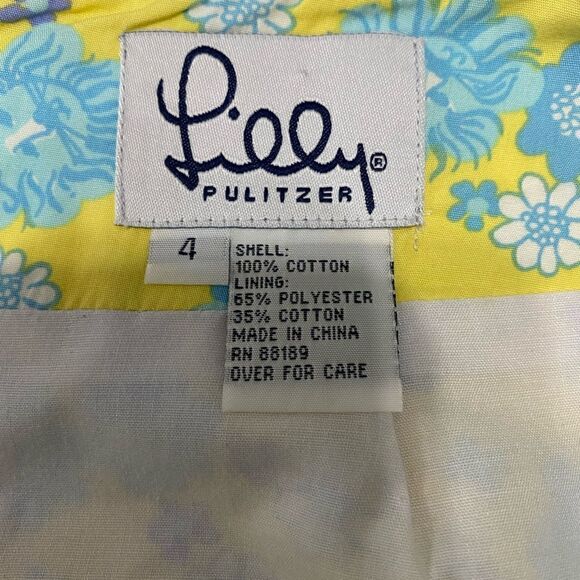 Lilly®
PULITZER
4
SHELL:
100% COTTON
LINING:
65% POLYESTER
35% COTTON
MADE IN CHINA
RN 88189
OVER FOR CARE